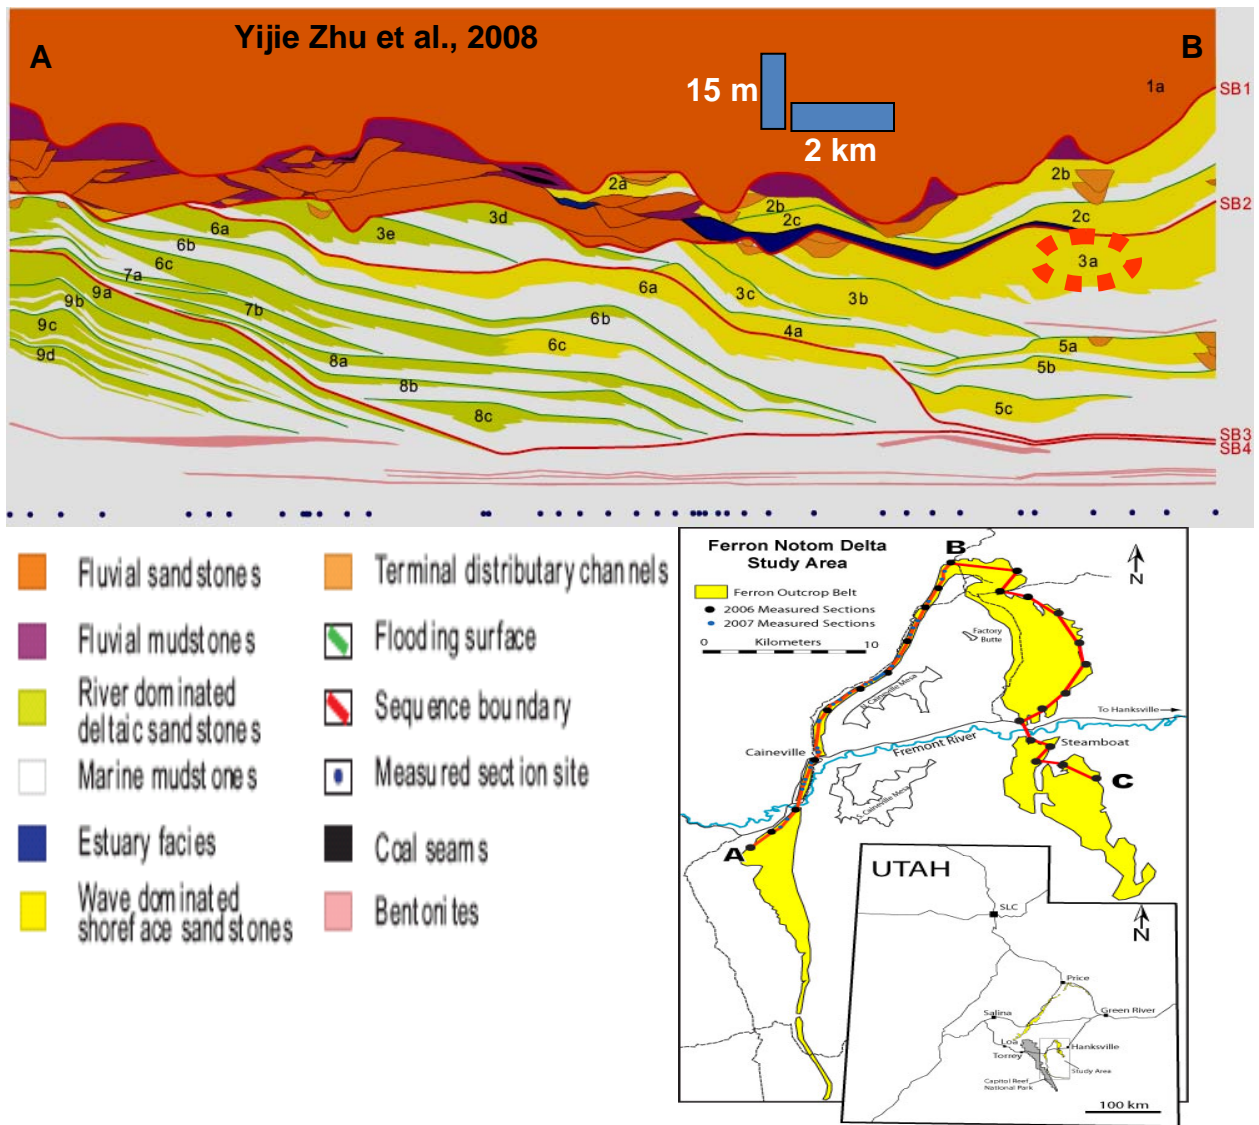 Yijie Zhu et al., 2008
A
B
15 m
2 km
1a
SB1
2a
2b
2b
2c
2c
SB2
3d
3e
3a
6a
6b
6c
7a
9a
9b
7b
9c
9d
6a
3c
3b
6b
4a
6c
5a
5b
8a
8b
8c
5c
SB3
SB4
Fluvial sandstones
Fluvial mudstones
River dominated
deltaic sandstones
Marine mudstones
Estuary facies
Wave dominated
shoreface sandstones
Terminal distributary channels
Flooding surface
Sequence boundary
Measured section site
Coal seams
Bentonites
Ferron Notom Delta
Study Area
Ferron Outcrop Belt
2006 Measured Sections
2007 Measured Sections
0 Kilometers 10
B
N
Factory
Butte
N. Caineville Mesa
To Hanksville
Caineville
Fremont River
Steamboat
S. Caineville Mesa
C
A
UTAH
N
SLC
Price
Salina
Green River
Loa
Hanksville
Torrey
Study Area
Capitol Reef
National Park
100 km